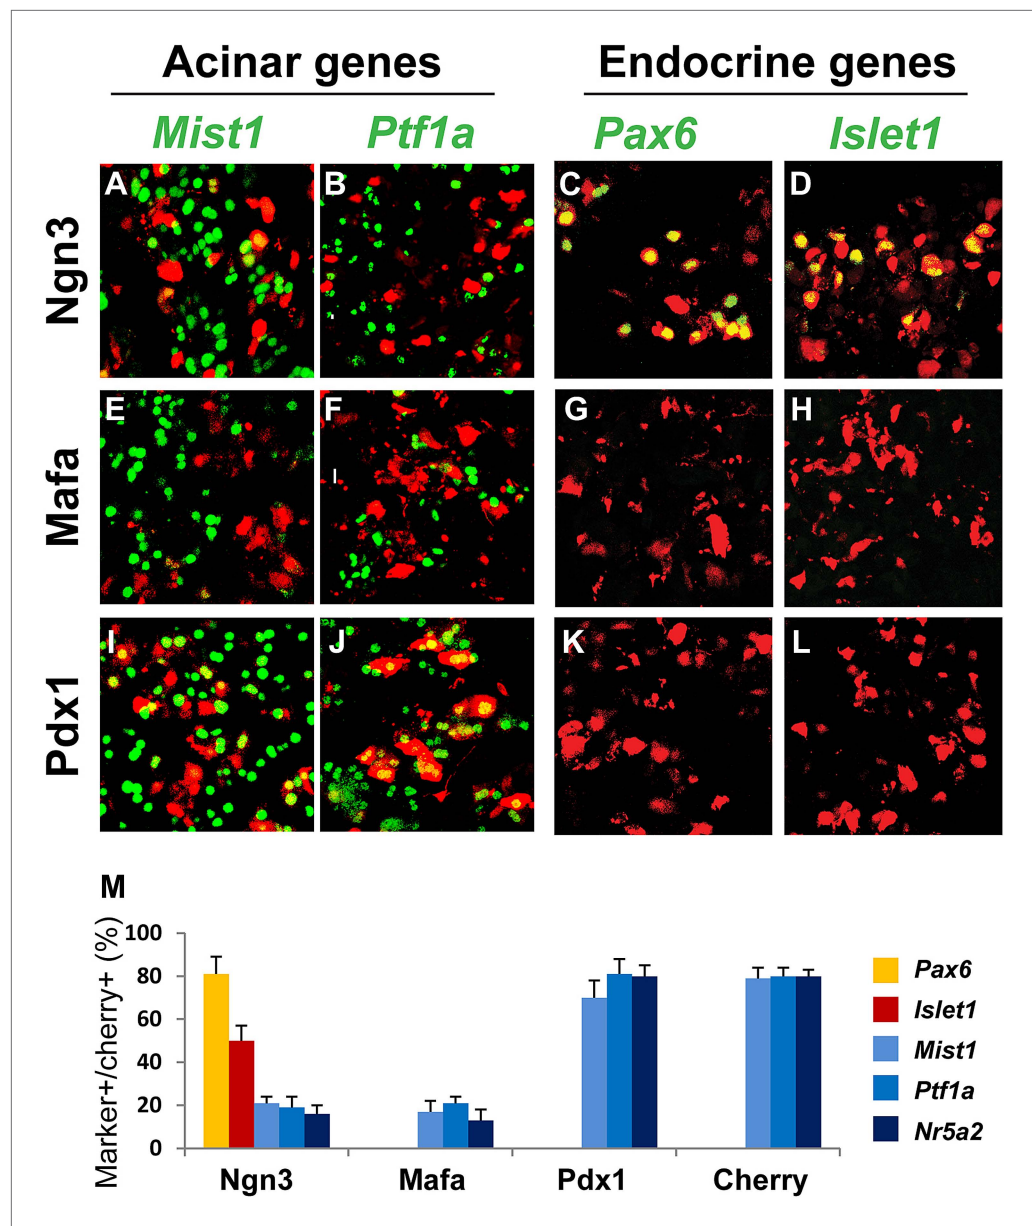 Acinar genes
Endocrine genes
Mist1
Ptf1a
Pax6
Islet1
Ngn3
A
B
C
D
Mafa
E
F
G
H
Pdx1
I
J
K
L
M
Marker+/cherry+ (%)
100
80
60
40
20
0
Ngn3
Mafa
Pdx1
Cherry
Pax6
Islet1
Mist1
Ptf1a
Nr5a2